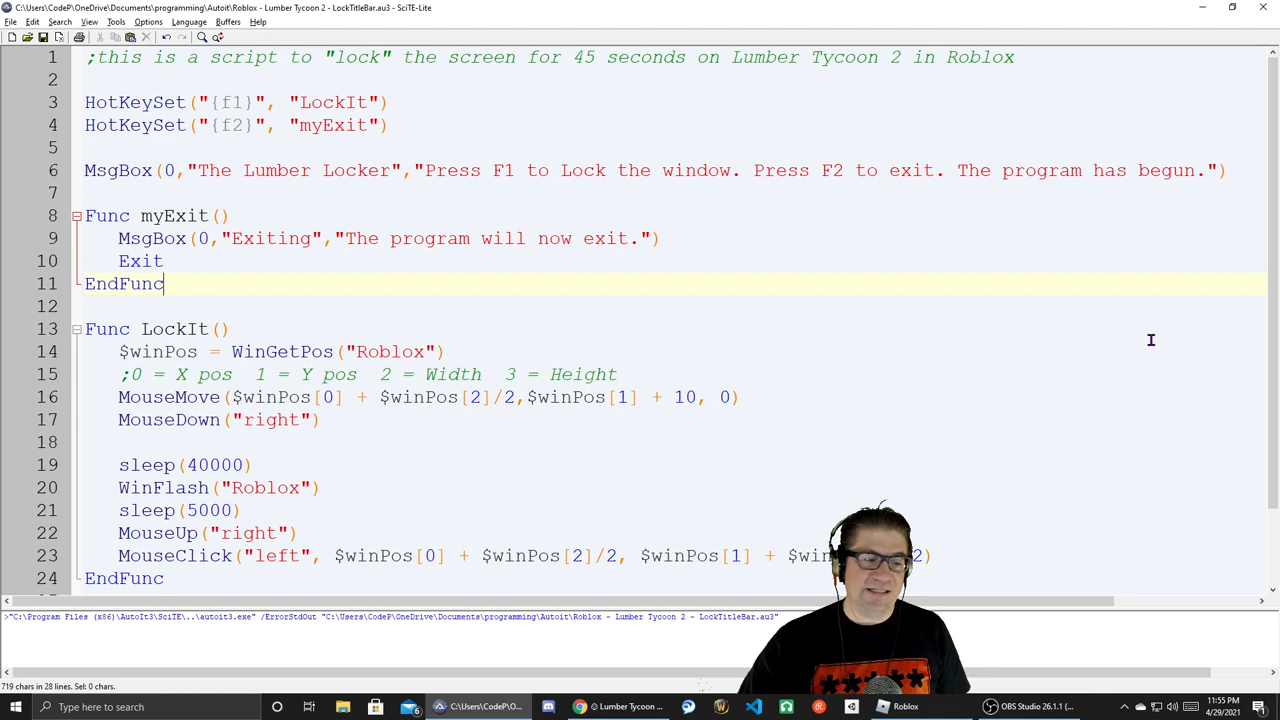 C:\Users\CodeP\OneDrive\Documents\programming\Autoit\Roblox - Lumber Tycoon 2 - LockTitleBar.au3 - SciTE-Lite
File Edit Search View Tools Options Language Buffers Help
1 ;this is a script to "lock" the screen for 45 seconds on Lumber Tycoon 2 in Roblox
2
3 HotKeySet("{f1}", "LockIt")
4 HotKeySet("{f2}", "myExit")
5
6 MsgBox(0,"The Lumber Locker","Press F1 to Lock the window. Press F2 to exit. The program has begun.")
7
8 Func myExit()
9 MsgBox(0,"Exiting","The program will now exit.")
10 Exit
11 EndFunc
12
13 Func LockIt()
14 $winPos = WinGetPos("Roblox")
15 ;0 = X pos 1 = Y pos 2 = Width 3 = Height
16 MouseMove($winPos[0] + $winPos[2]/2,$winPos[1] + 10, 0)
17 MouseDown("right")
18
19 sleep(40000)
20 WinFlash("Roblox")
21 sleep(5000)
22 MouseUp("right")
23 MouseClick("left", $winPos[0] + $winPos[2]/2, $winPos[1] + $win 2)
24 EndFunc
>"C:\Program Files (x86)\AutoIt3\SciTE\..\autoit3.exe" /ErrorStdOut "C:\Users\CodeP\OneDrive\Documents\programming\Autoit\Roblox - Lumber Tycoon 2 - LockTitleBar.au3"
719 chars in 28 lines. Sel: 0 chars.
Type here to search
6
C:\Users\CodeP\O...
Lumber Tycoon ...
Roblox
OBS Studio 26.1.1 (...
11:55 PM
4/29/2021
*****